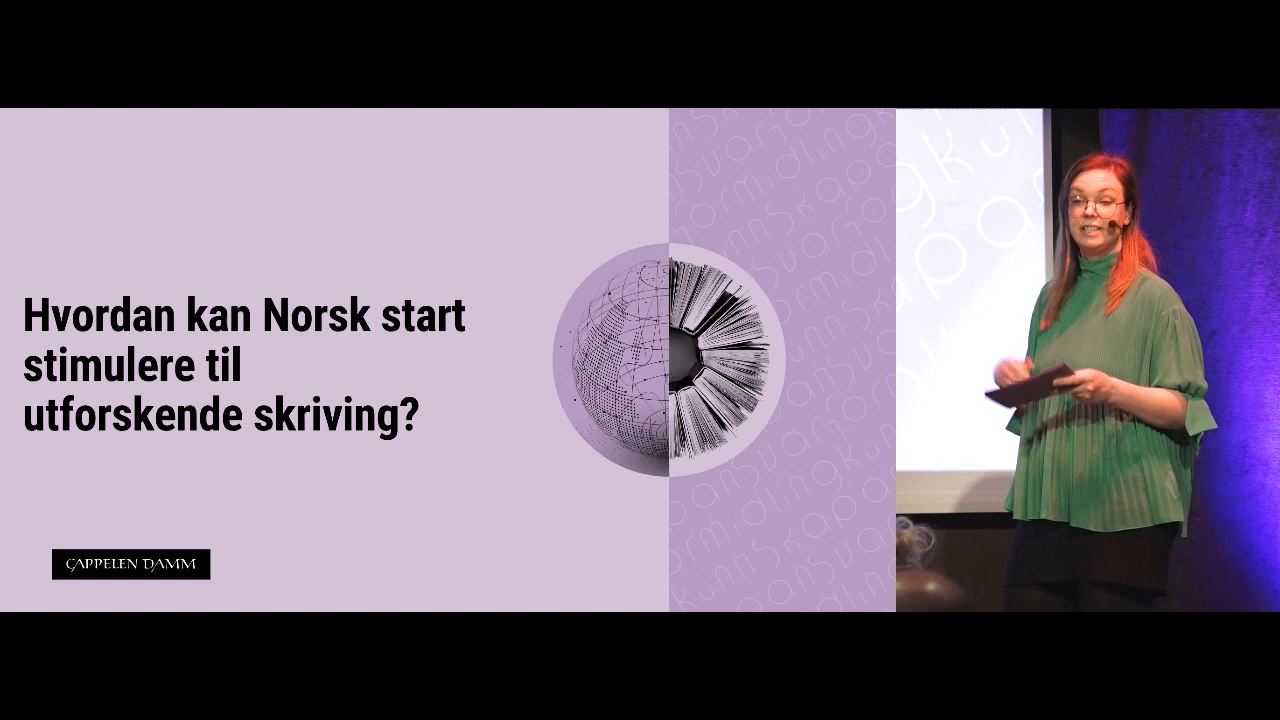 Hvordan kan Norsk start
stimulere til
utforskende skriving?
CAPPELEN DAMM